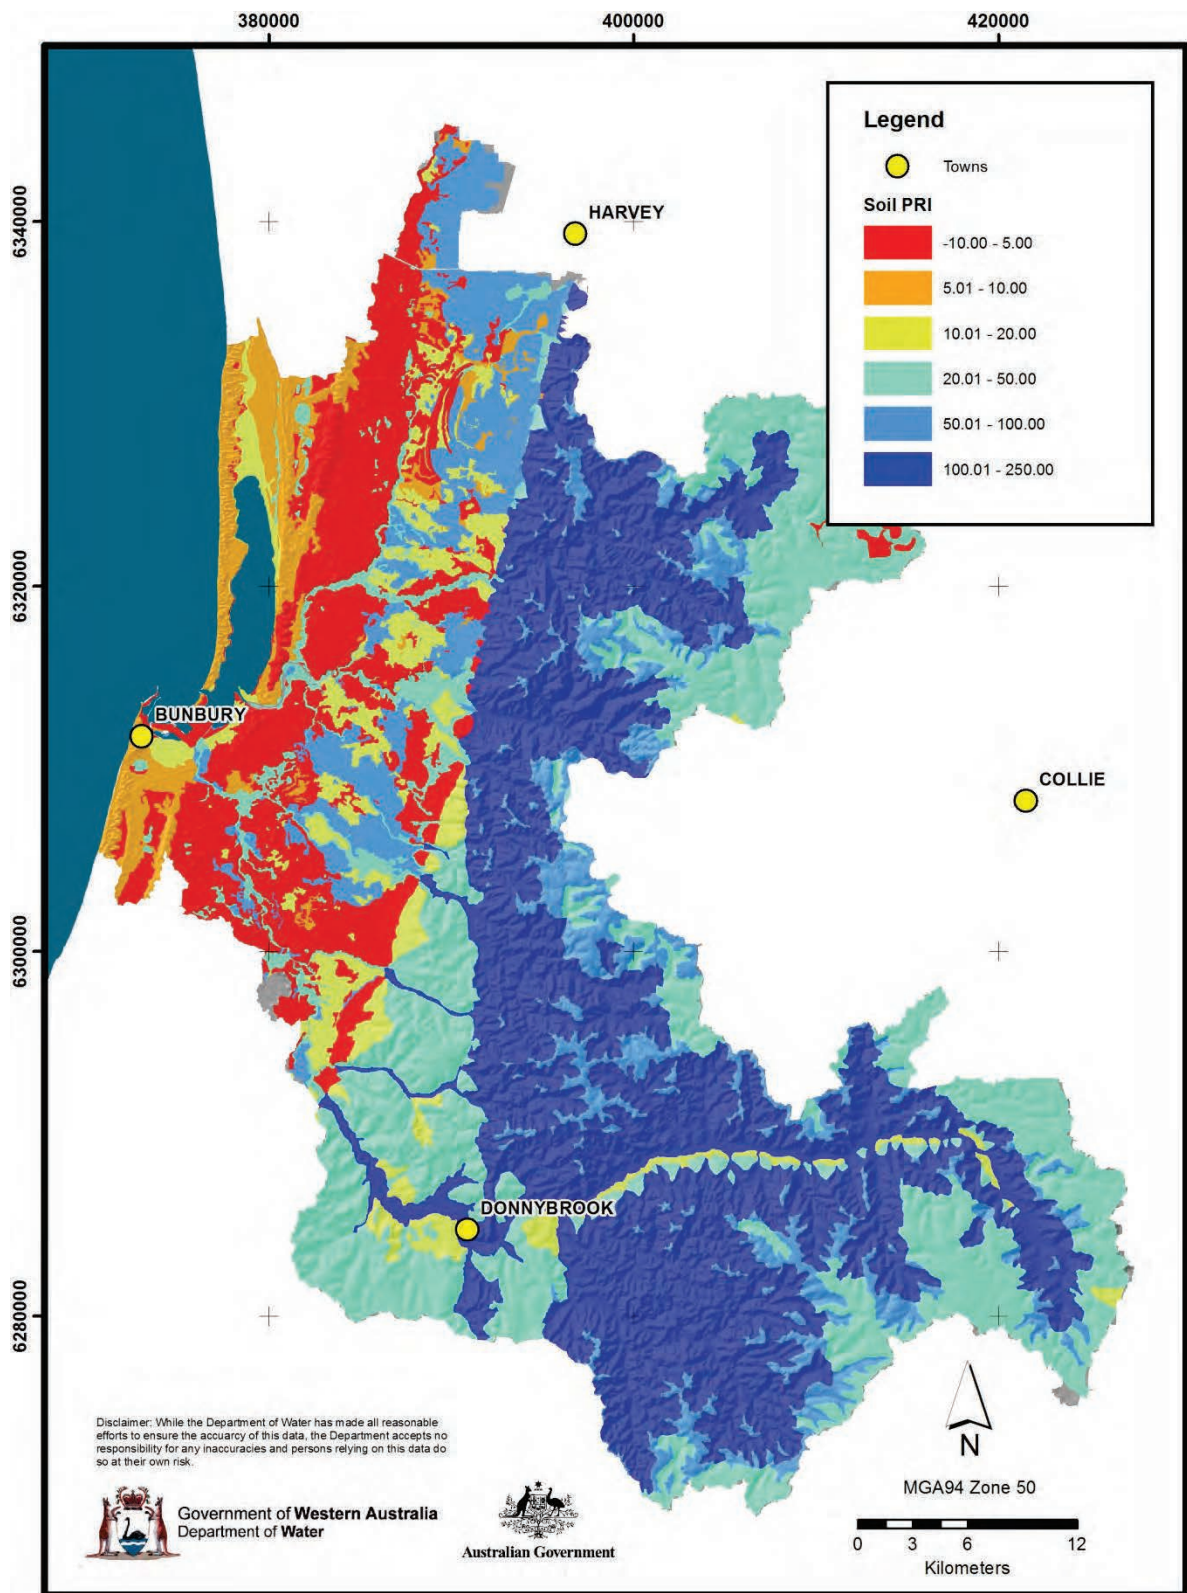 380000
400000
420000
6340000
6320000
6300000
6280000
Legend
Towns
Soil PRI
-10.00 - 5.00
5.01 - 10.00
10.01 - 20.00
20.01 - 50.00
50.01 - 100.00
100.01 - 250.00
HARVEY
BUNBURY
COLLIE
DONNYBROOK
Disclaimer: While the Department of Water has made all reasonable
efforts to ensure the accuarcy of this data, the Department accepts no
responsibility for any inaccuracies and persons relying on this data do
so at their own risk.
Government of Western Australia
Department of Water
Australian Government
N
MGA94 Zone 50
0 3 6 12
Kilometers